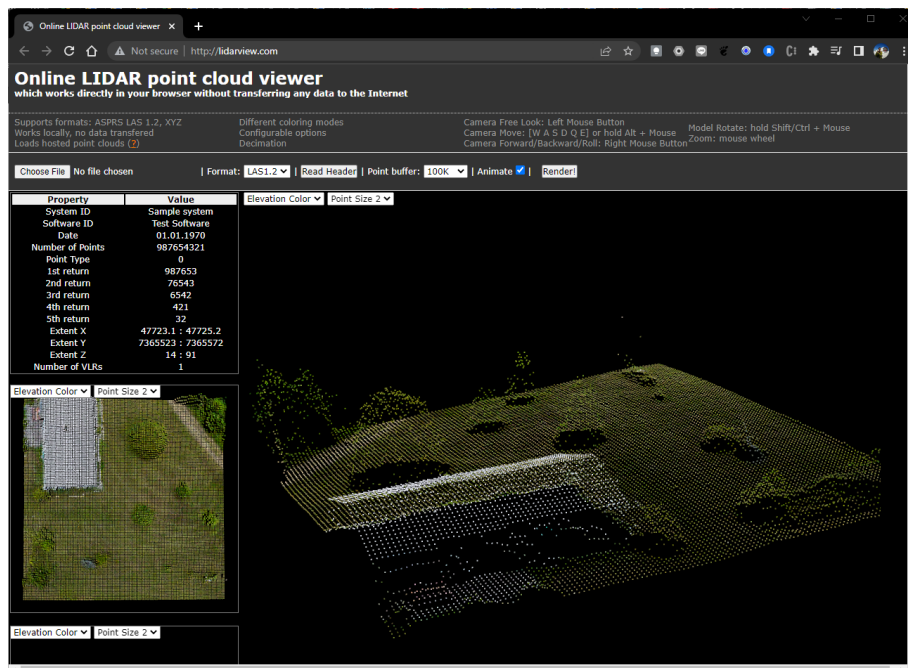 Online LIDAR point cloud viewer
Not secure | http://lidarview.com
Online LIDAR point cloud viewer
which works directly in your browser without transferring any data to the Internet
Supports formats: ASPRS LAS 1.2, XYZ
Works locally, no data transfered
Loads hosted point clouds (?)
Different coloring modes
Configurable options
Decimation
Camera Free Look: Left Mouse Button
Camera Move: [W A S D Q E] or hold Alt + Mouse
Camera Forward/Backward/Roll: Right Mouse Button
Model Rotate: hold Shift/Ctrl + Mouse
Zoom: mouse wheel
Choose File No file chosen | Format: LAS1.2 | Read Header | Point buffer: 100K | Animate | Render!
Property Value
System ID Sample system
Software ID Test Software
Date 01.01.1970
Number of Points 987654321
Point Type 0
1st return 987653
2nd return 76543
3rd return 6542
4th return 421
5th return 32
Extent X 47723.1 : 47725.2
Extent Y 7365523 : 7365572
Extent Z 14 : 91
Number of VLRs 1
Elevation Color Point Size 2
Elevation Color Point Size 2
Elevation Color Point Size 2